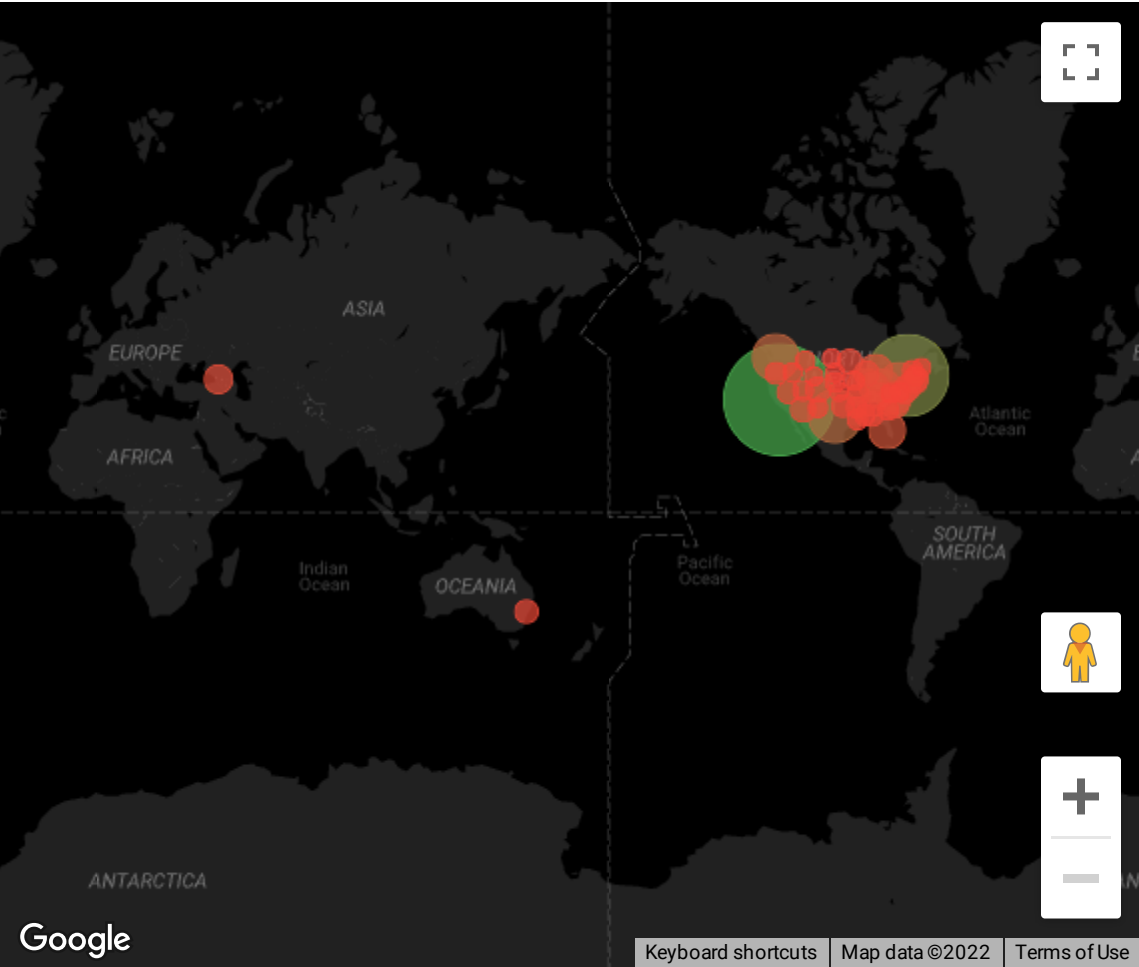 ASIA
EUROPE
NORTH
Atlantic
Ocean
AFRICA
SOUTH
AMERICA
Indian
Ocean
OCEANIA
Pacific
Ocean
ANTARCTICA
Google
Keyboard shortcuts
Map data ©2022
Terms of Use